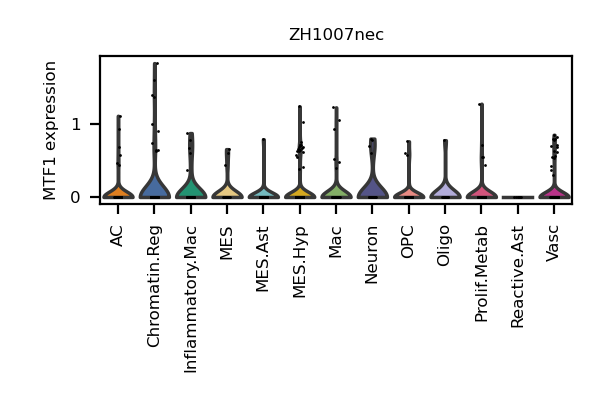 ZH1007nec
MTF1 expression
1
0
AC
Chromatin.Reg
Inflammatory.Mac
MES
MES.Ast
MES.Hyp
Mac
Neuron
OPC
Oligo
Prolif.Metab
Reactive.Ast
Vasc